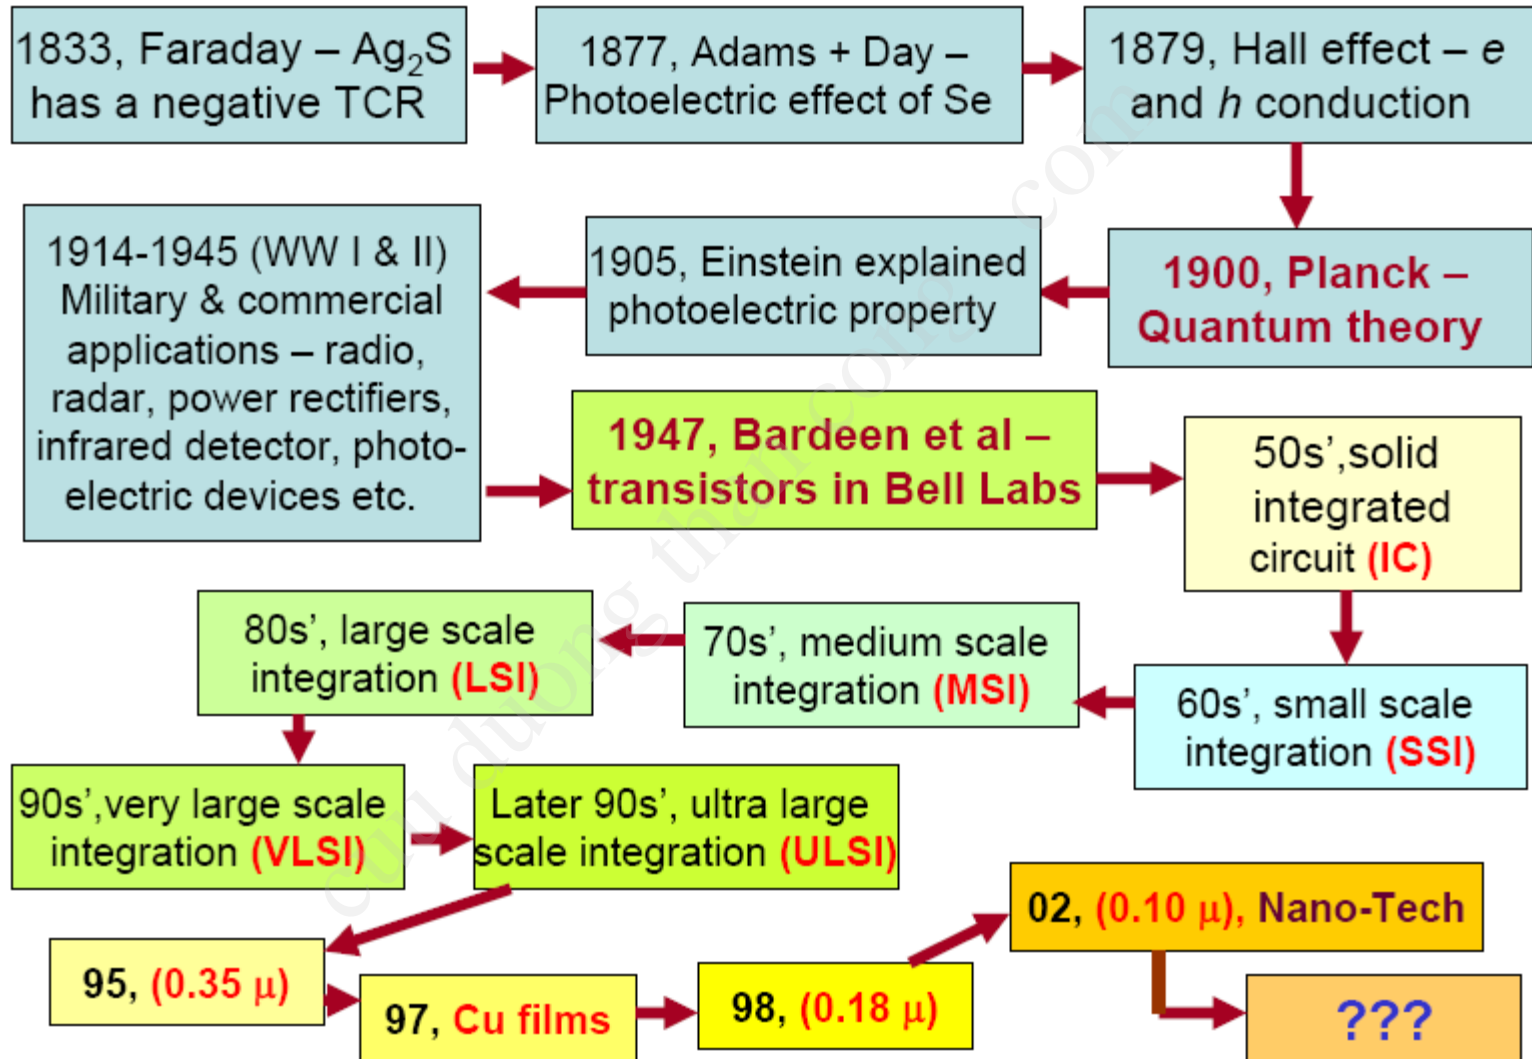 1833, Faraday – Ag₂S
has a negative TCR
1877, Adams + Day –
Photoelectric effect of Se
1879, Hall effect – e
and h conduction
1900, Planck –
Quantum theory
1905, Einstein explained
photoelectric property
1914-1945 (WW I & II)
Military & commercial
applications – radio,
radar, power rectifiers,
infrared detector, photo-
electric devices etc.
1947, Bardeen et al –
transistors in Bell Labs
50s’,solid
integrated
circuit (IC)
60s’, small scale
integration (SSI)
70s’, medium scale
integration (MSI)
80s’, large scale
integration (LSI)
90s’,very large scale
integration (VLSI)
Later 90s’, ultra large
scale integration (ULSI)
95, (0.35 μ)
97, Cu films
98, (0.18 μ)
02, (0.10 μ), Nano-Tech
???
cuu duong than cong . com